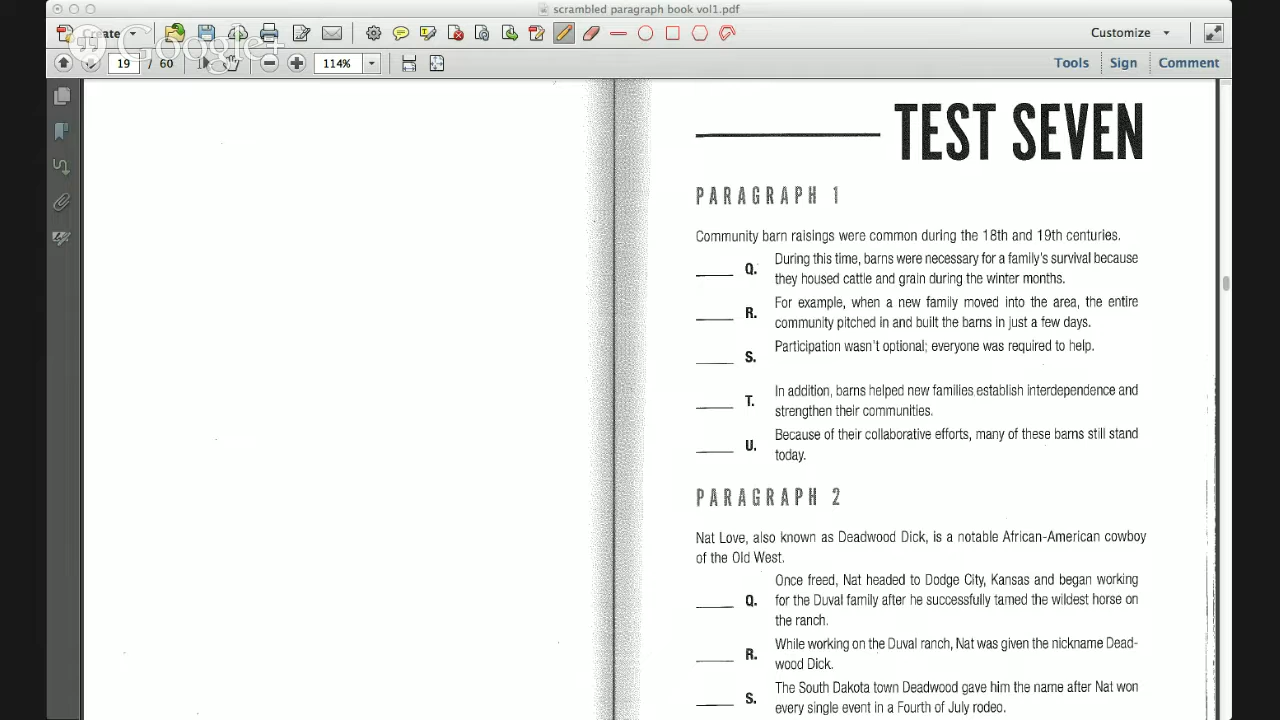 scrambled paragraph book vol1.pdf
Create
Google+
Customize
19 / 60
114%
Tools
Sign
Comment
TEST SEVEN
PARAGRAPH 1
Community barn raisings were common during the 18th and 19th centuries.
Q. During this time, barns were necessary for a family's survival because
they housed cattle and grain during the winter months.
R. For example, when a new family moved into the area, the entire
community pitched in and built the barns in just a few days.
S. Participation wasn't optional; everyone was required to help.
T. In addition, barns helped new families establish interdependence and
strengthen their communities.
U. Because of their collaborative efforts, many of these barns still stand
today.
PARAGRAPH 2
Nat Love, also known as Deadwood Dick, is a notable African-American cowboy
of the Old West.
Once freed, Nat headed to Dodge City, Kansas and began working
Q. for the Duval family after he successfully tamed the wildest horse on
the ranch.
R. While working on the Duval ranch, Nat was given the nickname Dead-
wood Dick.
S. The South Dakota town Deadwood gave him the name after Nat won
every single event in a Fourth of July rodeo.